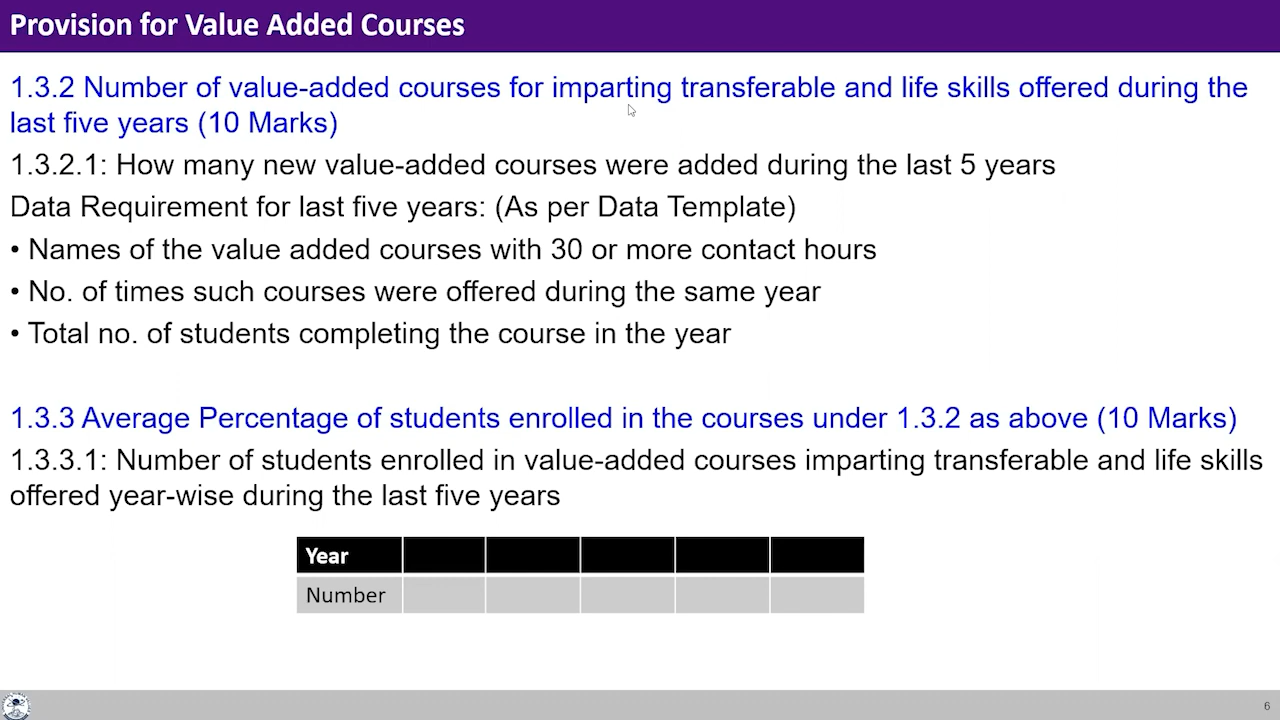 Provision for Value Added Courses
1.3.2 Number of value-added courses for imparting transferable and life skills offered during the
last five years (10 Marks)
1.3.2.1: How many new value-added courses were added during the last 5 years
Data Requirement for last five years: (As per Data Template)
• Names of the value added courses with 30 or more contact hours
• No. of times such courses were offered during the same year
• Total no. of students completing the course in the year
1.3.3 Average Percentage of students enrolled in the courses under 1.3.2 as above (10 Marks)
1.3.3.1: Number of students enrolled in value-added courses imparting transferable and life skills
offered year-wise during the last five years
Year
Number
6